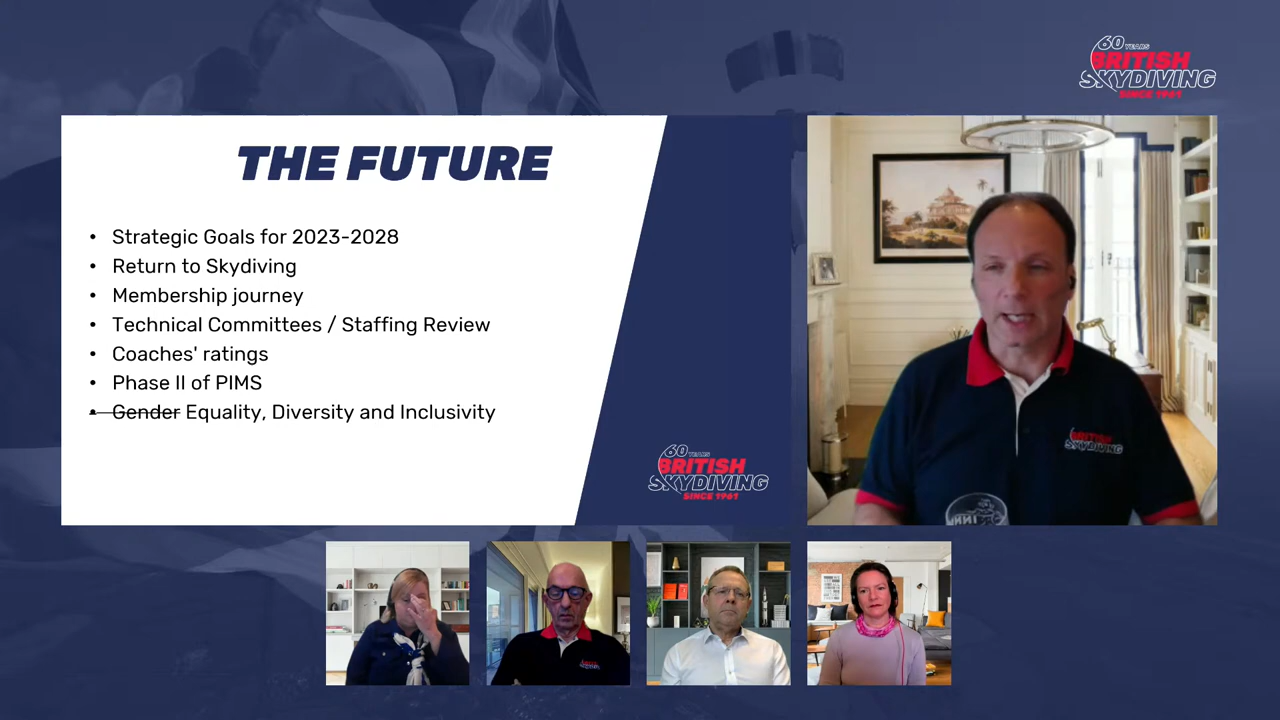 60 YEARS
BRITISH
SKYDIVING
SINCE 1961
THE FUTURE
• Strategic Goals for 2023-2028
• Return to Skydiving
• Membership journey
• Technical Committees / Staffing Review
• Coaches' ratings
• Phase II of PIMS
• Gender Equality, Diversity and Inclusivity
60 YEARS
BRITISH
SKYDIVING
SINCE 1961
BRITISH
SKYDIVING